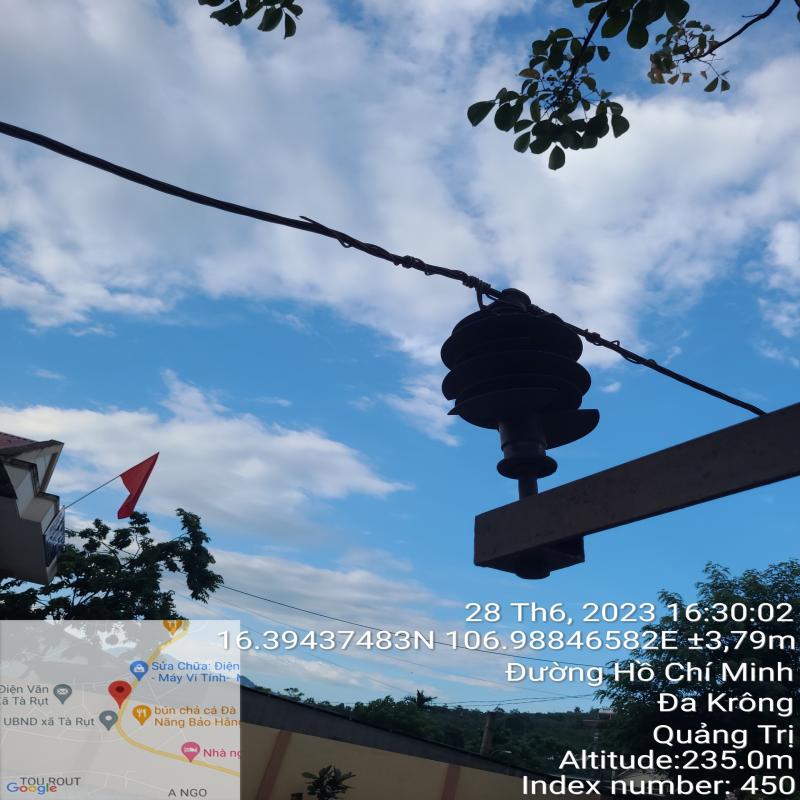 28 Th6, 2023 16:30:02
16.39437483N 106.98846582E ±3,79m
Đường Hồ Chí Minh
Đa Krông
Quảng Trị
Altitude:235.0m
Index number: 450
Sửa Chữa: Điện
- Máy Vi Tính-
Điện Văn
xã Tà Rụt
UBND xã Tà Rụt
bún chả cá Đà
Nẵng Bảo Hằng
Nhà
TOU ROUT
Google
A NGO